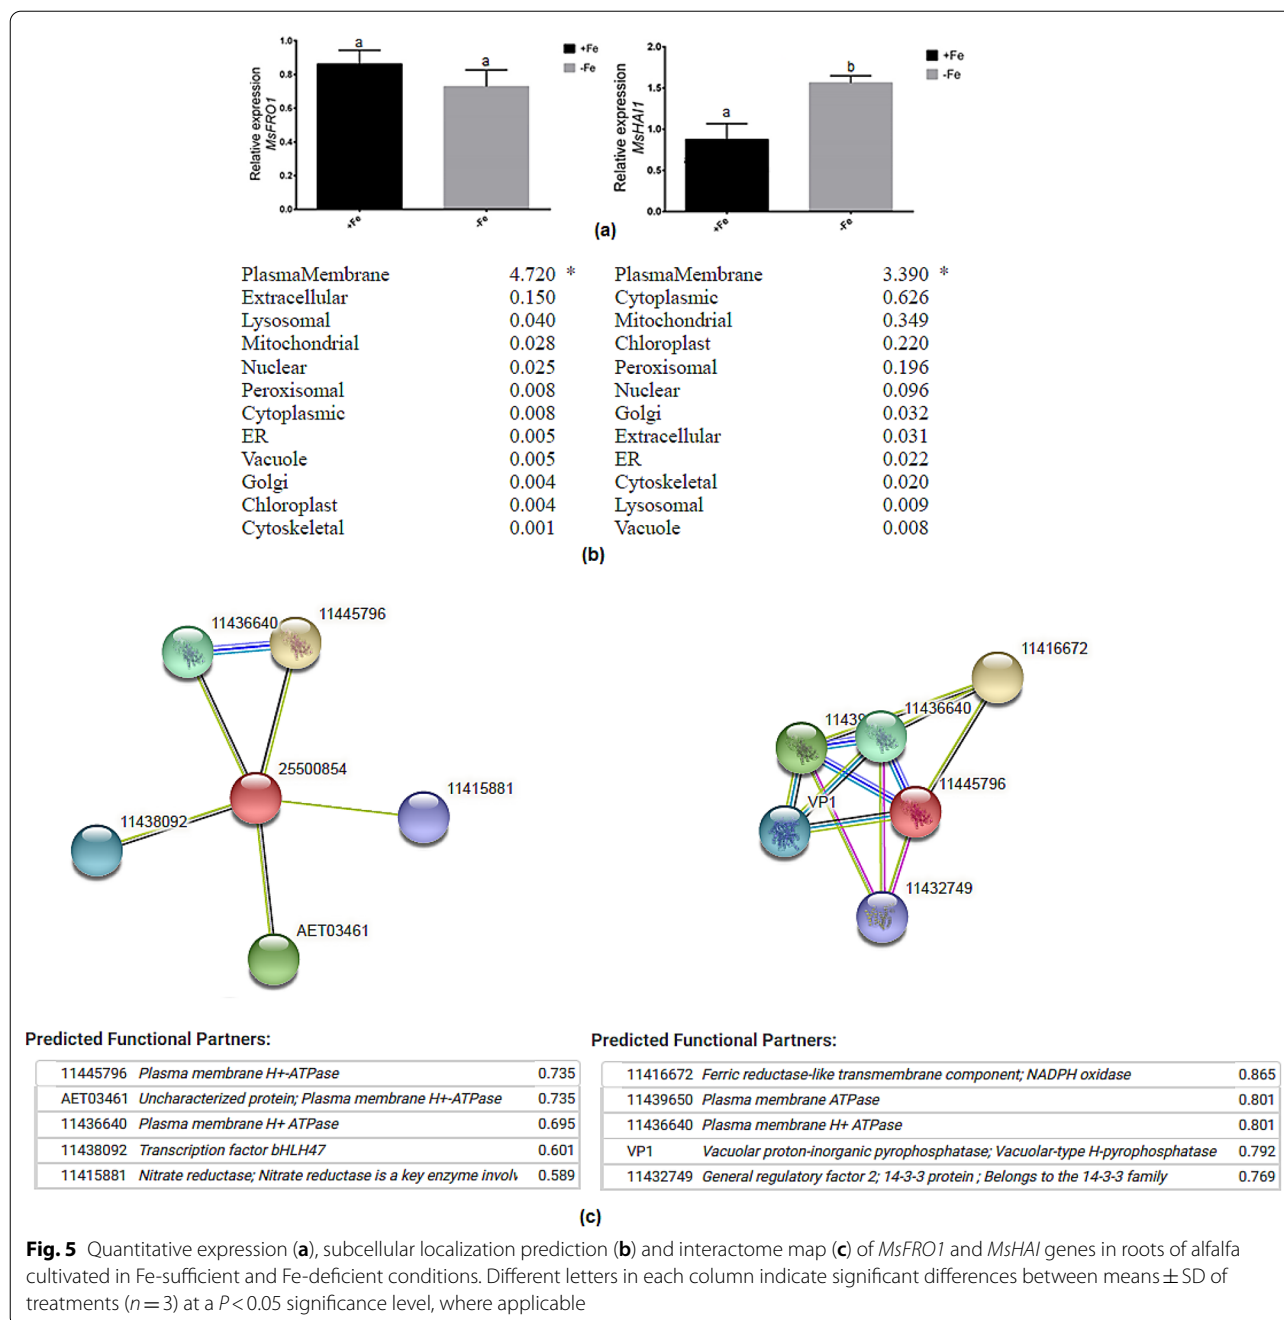 1.0
0.8
0.6
0.4
0.2
0.0
Relative expression
MsFRO1
a
a
+Fe
-Fe
+Fe
-Fe
2.0
1.5
1.0
0.5
0.0
Relative expression
MsHAI1
a
b
+Fe
-Fe
+Fe
-Fe
(a)
PlasmaMembrane 4.720 *
Extracellular 0.150
Lysosomal 0.040
Mitochondrial 0.028
Nuclear 0.025
Peroxisomal 0.008
Cytoplasmic 0.008
ER 0.005
Vacuole 0.005
Golgi 0.004
Chloroplast 0.004
Cytoskeletal 0.001
PlasmaMembrane 3.390 *
Cytoplasmic 0.626
Mitochondrial 0.349
Chloroplast 0.220
Peroxisomal 0.196
Nuclear 0.096
Golgi 0.032
Extracellular 0.031
ER 0.022
Cytoskeletal 0.020
Lysosomal 0.009
Vacuole 0.008
(b)
11436640
11445796
25500854
11415881
11438092
AET03461
11416672
11436640
11445796
VP1
11432749
Predicted Functional Partners:
11445796 Plasma membrane H+-ATPase 0.735
AET03461 Uncharacterized protein; Plasma membrane H+-ATPase 0.735
11436640 Plasma membrane H+ ATPase 0.695
11438092 Transcription factor bHLH47 0.601
11415881 Nitrate reductase; Nitrate reductase is a key enzyme involv 0.589
Predicted Functional Partners:
11416672 Ferric reductase-like transmembrane component; NADPH oxidase 0.865
11439650 Plasma membrane ATPase 0.801
11436640 Plasma membrane H+ ATPase 0.801
VP1 Vacuolar proton-inorganic pyrophosphatase; Vacuolar-type H-pyrophosphatase 0.792
11432749 General regulatory factor 2; 14-3-3 protein ; Belongs to the 14-3-3 family 0.769
(c)
Fig. 5 Quantitative expression (a), subcellular localization prediction (b) and interactome map (c) of MsFRO1 and MsHAI genes in roots of alfalfa
cultivated in Fe-sufficient and Fe-deficient conditions. Different letters in each column indicate significant differences between means ± SD of
treatments (n = 3) at a P < 0.05 significance level, where applicable